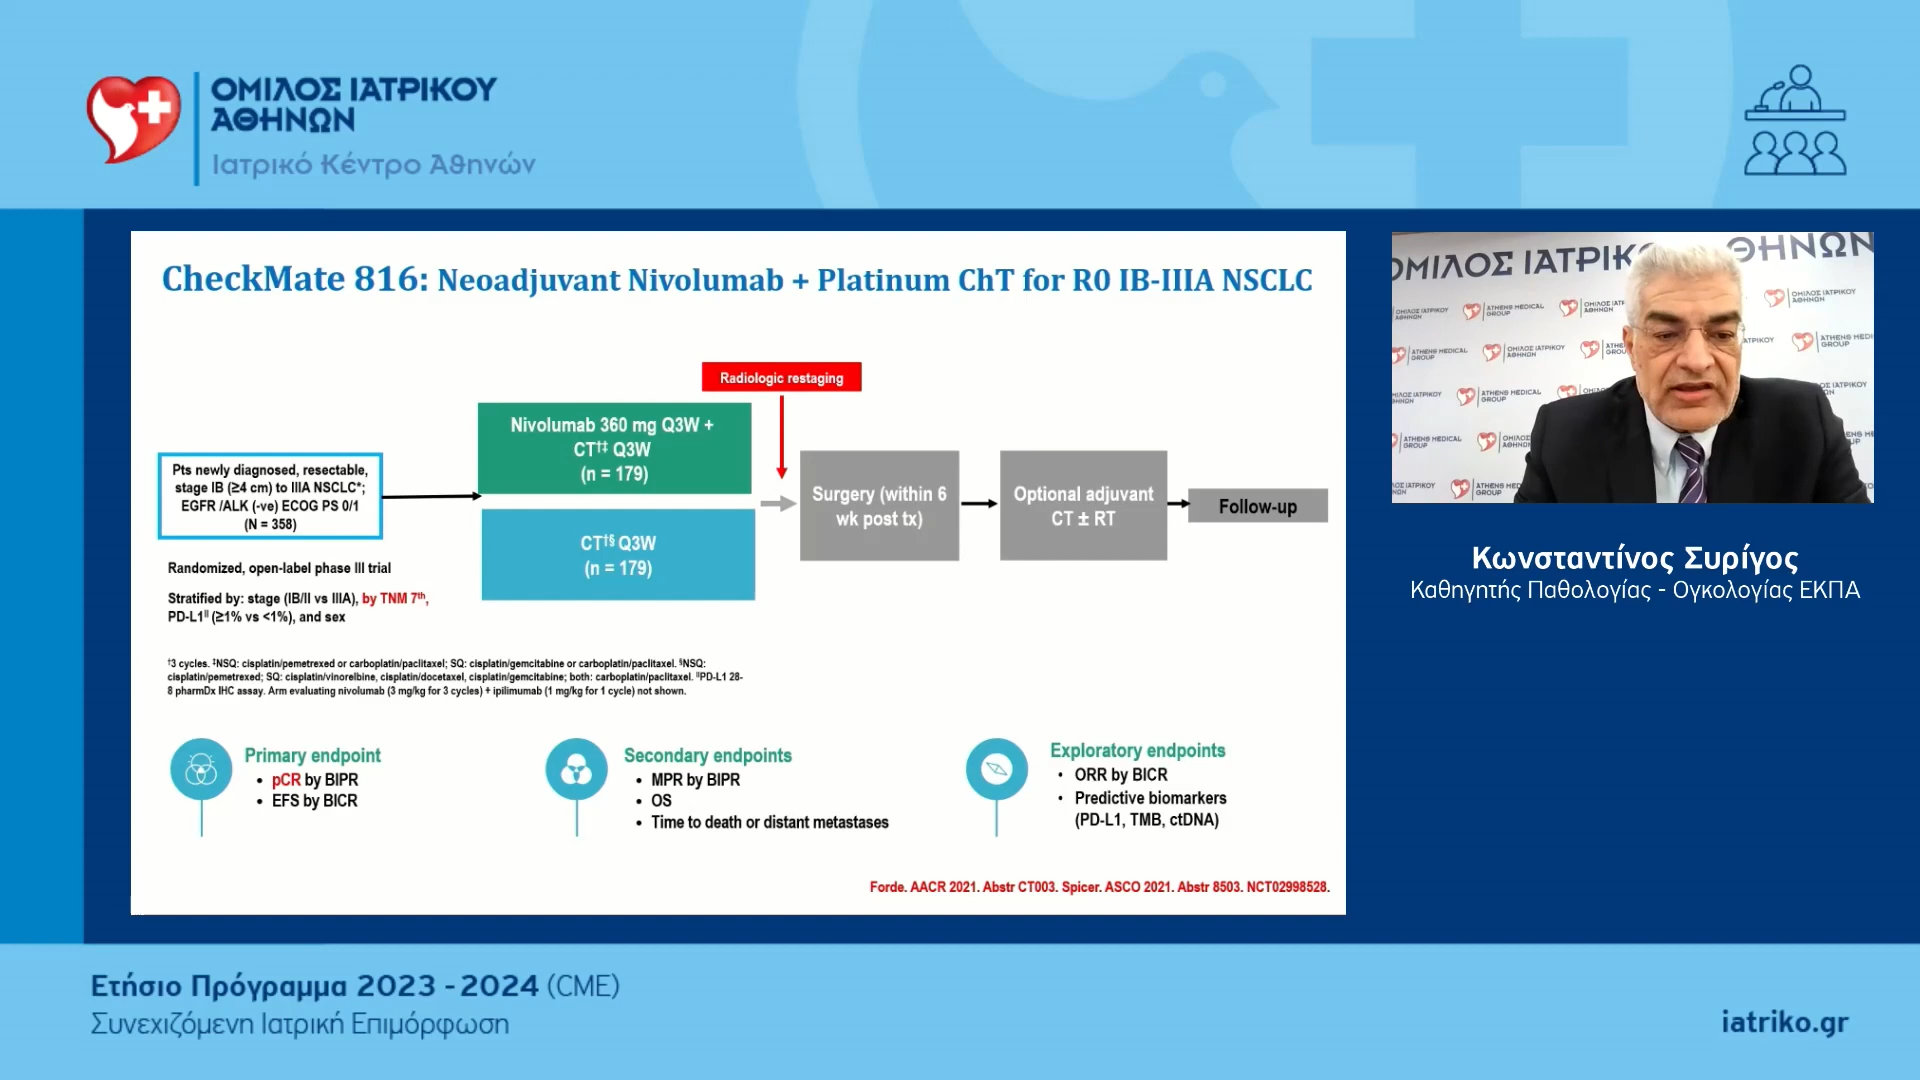 ΟΜΙΛΟΣ ΙΑΤΡΙΚΟΥ
ΑΘΗΝΩΝ
Ιατρικό Κέντρο Αθηνών
CheckMate 816: Neoadjuvant Nivolumab + Platinum ChT for R0 IB-IIIA NSCLC
Radiologic restaging
Nivolumab 360 mg Q3W +
CT†‡ Q3W
(n = 179)
Pts newly diagnosed, resectable,
stage IB (≥4 cm) to IIIA NSCLC*;
EGFR /ALK (-ve) ECOG PS 0/1
(N = 358)
CT†§ Q3W
(n = 179)
Surgery (within 6
wk post tx)
Optional adjuvant
CT ± RT
Follow-up
Randomized, open-label phase III trial
Stratified by: stage (IB/II vs IIIA), by TNM 7th,
PD-L1‖ (≥1% vs <1%), and sex
†3 cycles. ‡NSQ: cisplatin/pemetrexed or carboplatin/paclitaxel; SQ: cisplatin/gemcitabine or carboplatin/paclitaxel. §NSQ:
cisplatin/pemetrexed; SQ: cisplatin/vinorelbine, cisplatin/docetaxel, cisplatin/gemcitabine; both: carboplatin/paclitaxel. ‖PD-L1 28-
8 pharmDx IHC assay. Arm evaluating nivolumab (3 mg/kg for 3 cycles) + ipilimumab (1 mg/kg for 1 cycle) not shown.
Primary endpoint
• pCR by BIPR
• EFS by BICR
Secondary endpoints
• MPR by BIPR
• OS
• Time to death or distant metastases
Exploratory endpoints
• ORR by BICR
• Predictive biomarkers
(PD-L1, TMB, ctDNA)
Forde. AACR 2021. Abstr CT003. Spicer. ASCO 2021. Abstr 8503. NCT02998528.
ΟΜΙΛΟΣ ΙΑΤΡΙΚ ΘΗΝΩΝ
ATHENS MEDICAL
GROUP
ΟΜΙΛΟΣ ΙΑΤΡΙΚΟΥ
ΑΘΗΝΩΝ
Κωνσταντίνος Συρίγος
Καθηγητής Παθολογίας - Ογκολογίας ΕΚΠΑ
Ετήσιο Πρόγραμμα 2023 - 2024 (CME)
Συνεχιζόμενη Ιατρική Επιμόρφωση
iatriko.gr